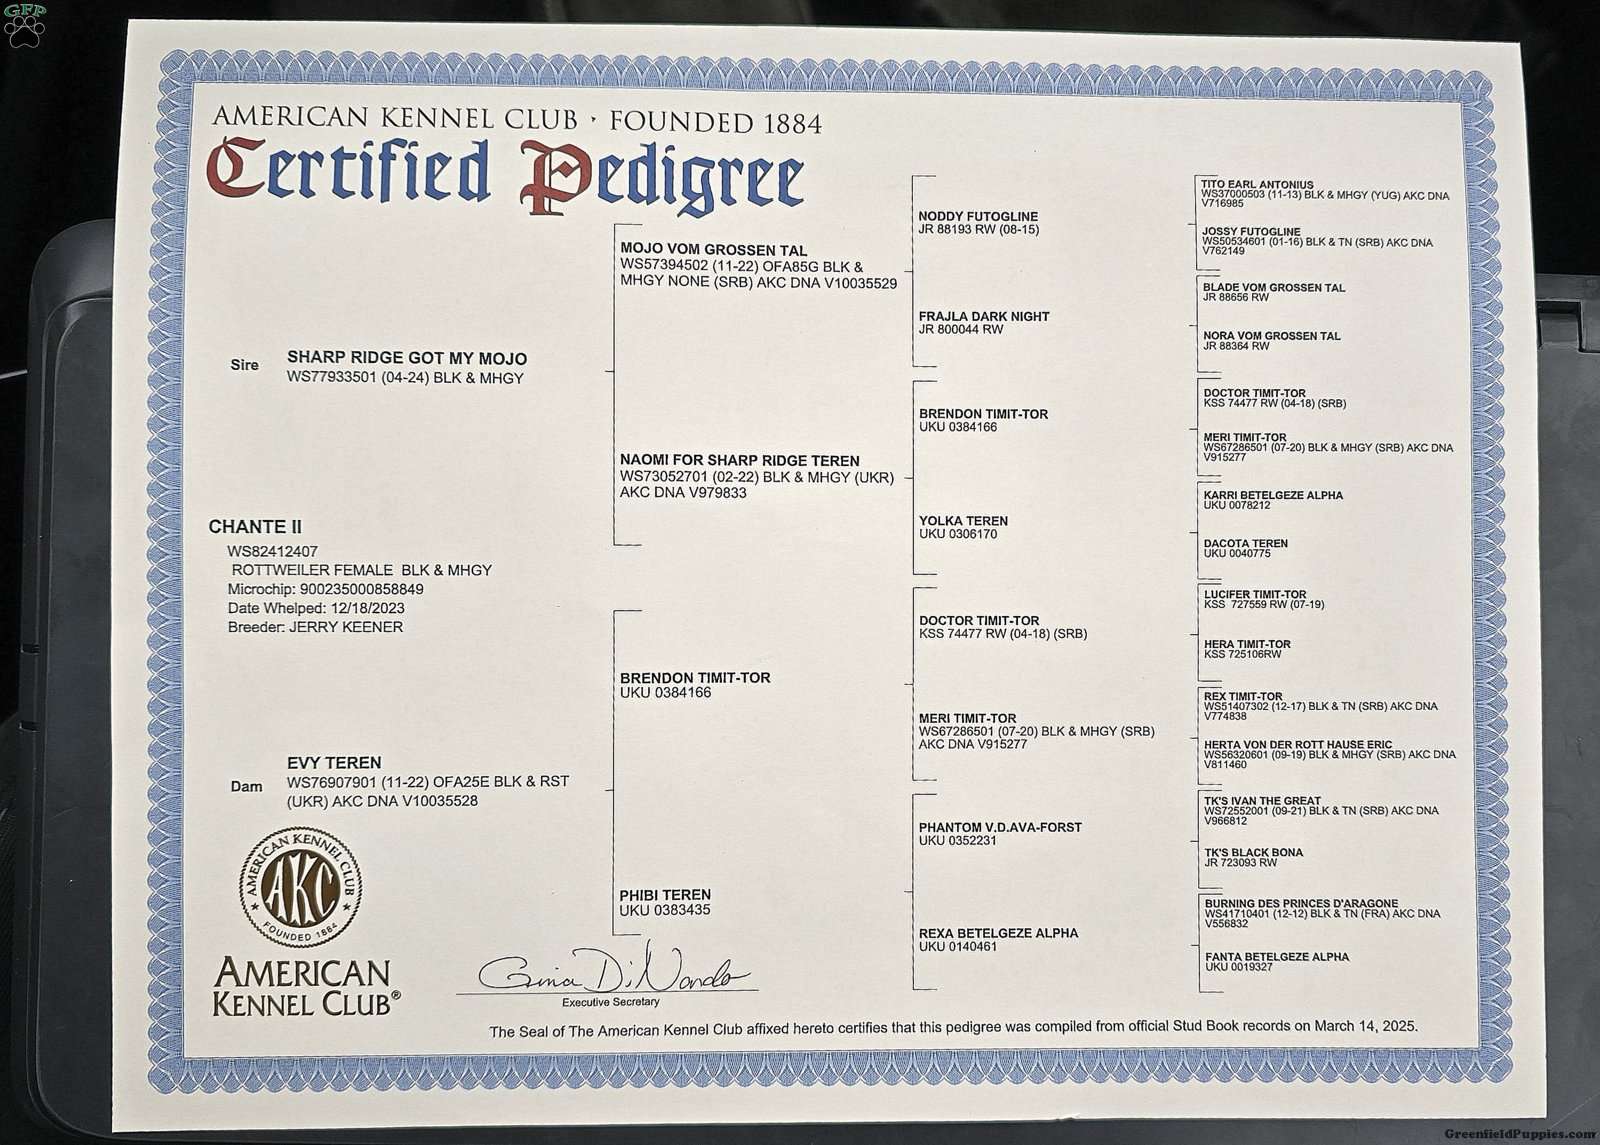 GFP
AMERICAN KENNEL CLUB · FOUNDED 1884
Certified Pedigree
Sire
SHARP RIDGE GOT MY MOJO
WS77933501 (04-24) BLK & MHGY
CHANTE II
WS82412407
ROTTWEILER FEMALE BLK & MHGY
Microchip: 900235000858849
Date Whelped: 12/18/2023
Breeder: JERRY KEENER
Dam
EVY TEREN
WS76907901 (11-22) OFA25E BLK & RST
(UKR) AKC DNA V10035528
MOJO VOM GROSSEN TAL
WS57394502 (11-22) OFA85G BLK &
MHGY NONE (SRB) AKC DNA V10035529
NAOMI FOR SHARP RIDGE TEREN
WS73052701 (02-22) BLK & MHGY (UKR)
AKC DNA V979833
BRENDON TIMIT-TOR
UKU 0384166
PHIBI TEREN
UKU 0383435
NODDY FUTOGLINE
JR 88193 RW (08-15)
FRAJLA DARK NIGHT
JR 800044 RW
BRENDON TIMIT-TOR
UKU 0384166
YOLKA TEREN
UKU 0306170
DOCTOR TIMIT-TOR
KSS 74477 RW (04-18) (SRB)
MERI TIMIT-TOR
WS67286501 (07-20) BLK & MHGY (SRB)
AKC DNA V915277
PHANTOM V.D.AVA-FORST
UKU 0352231
REXA BETELGEZE ALPHA
UKU 0140461
TITO EARL ANTONIUS
WS37000503 (11-13) BLK & MHGY (YUG) AKC DNA
V716985
JOSSY FUTOGLINE
WS50534601 (01-16) BLK & TN (SRB) AKC DNA
V762149
BLADE VOM GROSSEN TAL
JR 88656 RW
NORA VOM GROSSEN TAL
JR 88364 RW
DOCTOR TIMIT-TOR
KSS 74477 RW (04-18) (SRB)
MERI TIMIT-TOR
WS67286501 (07-20) BLK & MHGY (SRB) AKC DNA
V915277
KARRI BETELGEZE ALPHA
UKU 0078212
DACOTA TEREN
UKU 0040775
LUCIFER TIMIT-TOR
KSS 727559 RW (07-19)
HERA TIMIT-TOR
KSS 725106RW
REX TIMIT-TOR
WS51407302 (12-17) BLK & TN (SRB) AKC DNA
V774838
HERTA VON DER ROTT HAUSE ERIC
WS56320601 (09-19) BLK & MHGY (SRB) AKC DNA
V811460
TK'S IVAN THE GREAT
WS72552001 (09-21) BLK & TN (SRB) AKC DNA
V966812
TK'S BLACK BONA
JR 723093 RW
BURNING DES PRINCES D'ARAGONE
WS41710401 (12-12) BLK & TN (FRA) AKC DNA
V556832
FANTA BETELGEZE ALPHA
UKU 0019327
AMERICAN KENNEL CLUB
AKC
FOUNDED 1884
AMERICAN
KENNEL CLUB®
Gina DiNardo
Executive Secretary
The Seal of The American Kennel Club affixed hereto certifies that this pedigree was compiled from official Stud Book records on March 14, 2025.
GreenfieldPuppies.com